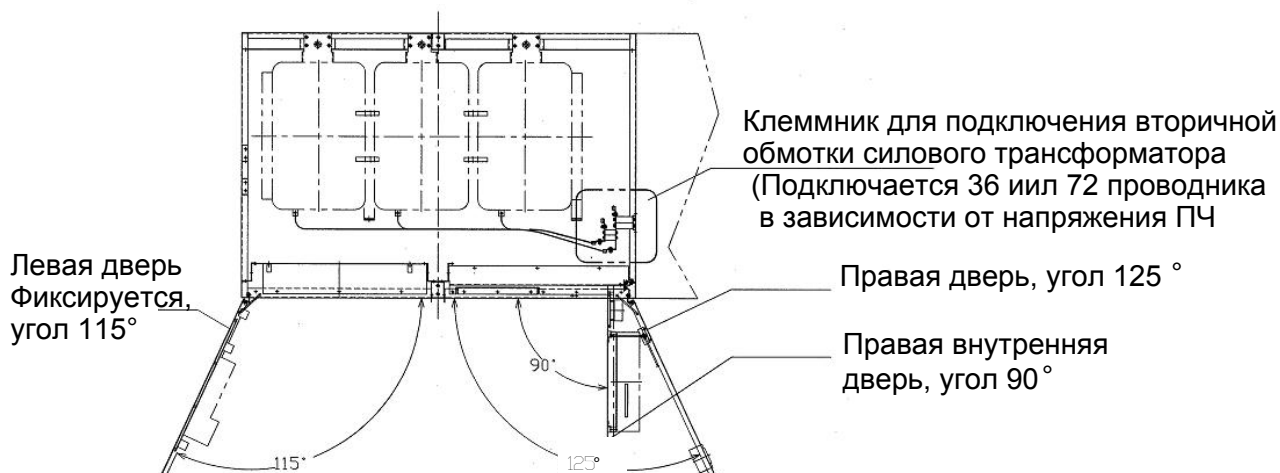 Клеммник для подключения вторичной
обмотки силового трансформатора
(Подключается 36 иил 72 проводника
в зависимости от напряжения ПЧ
Левая дверь
Фиксируется,
угол 115°
Правая дверь, угол 125 °
Правая внутренняя
дверь, угол 90°
90°
115°
125°